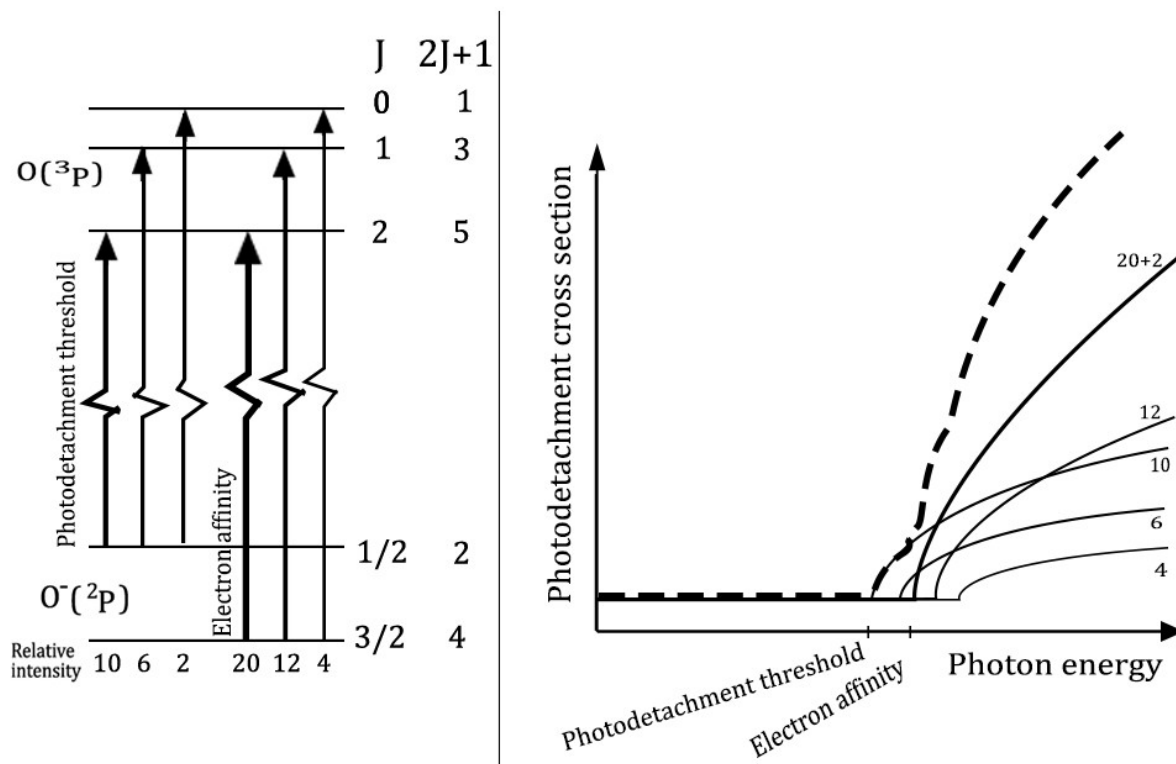 J 2J+1
0 1
1 3
O(³P)
2 5
Photodetachment threshold
Electron affinity
1/2 2
O⁻(²P)
3/2 4
Relative
intensity 10 6 2 20 12 4
Photodetachment cross section
20+2
12
10
6
4
Photon energy
Photodetachment threshold
Electron affinity